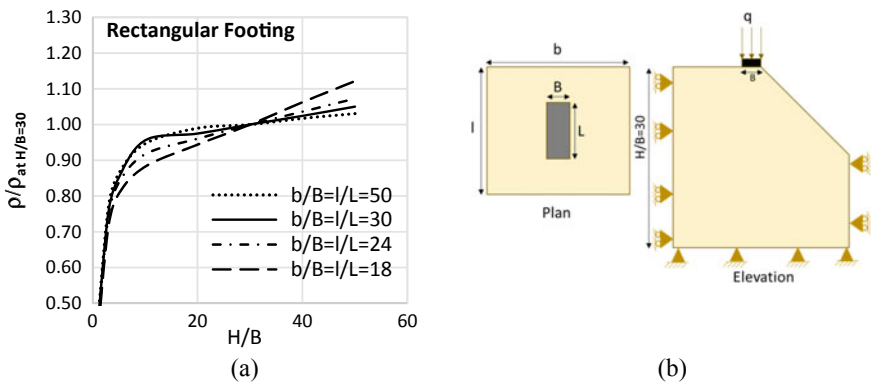 Rectangular Footing
1.30
1.20
1.10
1.00
0.90
0.80
0.70
0.60
0.50
ρ/ρat H/B=30
b/B=l/L=50
b/B=l/L=30
b/B=l/L=24
b/B=l/L=18
0 20 40 60
H/B
(a)
b
B
l
L
Plan
q
B
H/B=30
Elevation
(b)